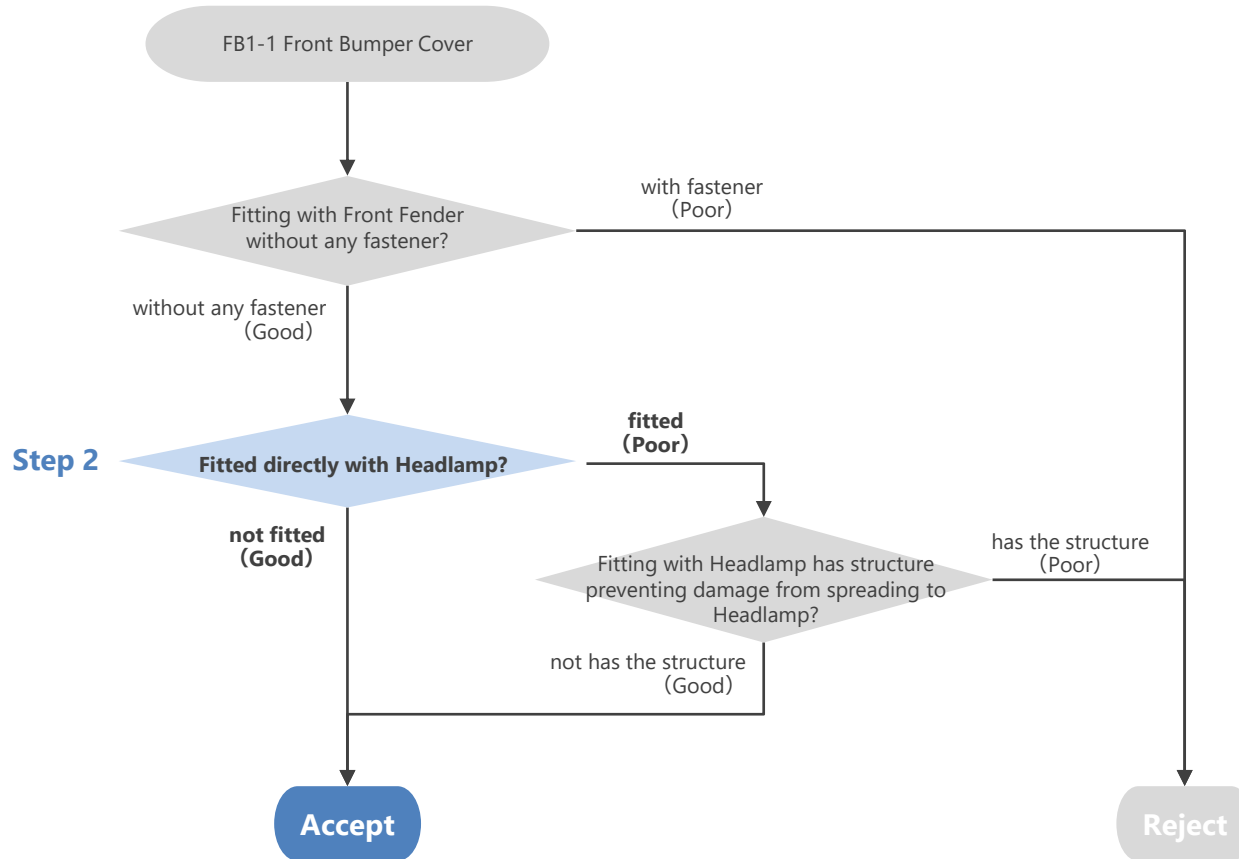 FB1-1 Front Bumper Cover
with fastener
（Poor）
Fitting with Front Fender
without any fastener?
without any fastener
（Good）
fitted
（Poor）
Step 2
Fitted directly with Headlamp?
not fitted
（Good）
has the structure
（Poor）
Fitting with Headlamp has structure
preventing damage from spreading to
Headlamp?
not has the structure
（Good）
Accept
Reject